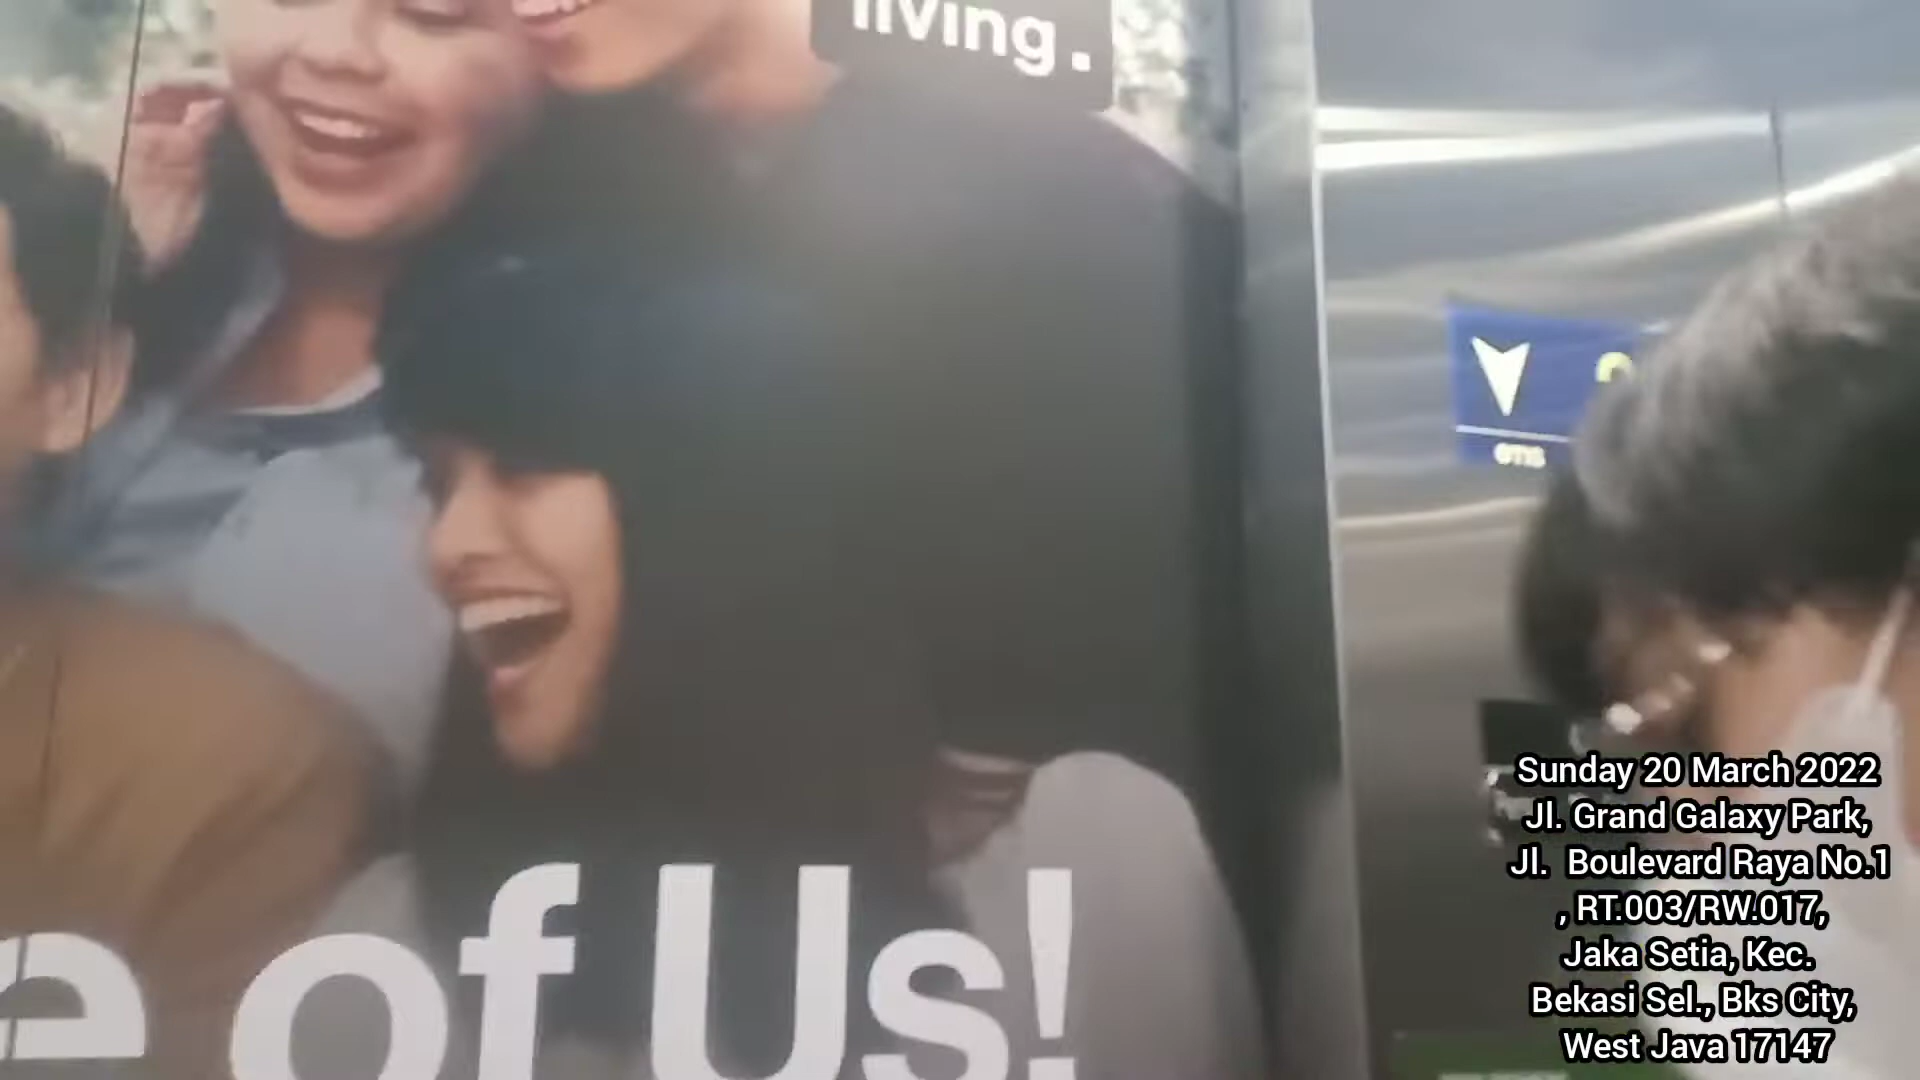 living.
e of Us!
ens
Sunday 20 March 2022
Jl. Grand Galaxy Park,
Jl. Boulevard Raya No.1
, RT.003/RW.017,
Jaka Setia, Kec.
Bekasi Sel., Bks City,
West Java 17147